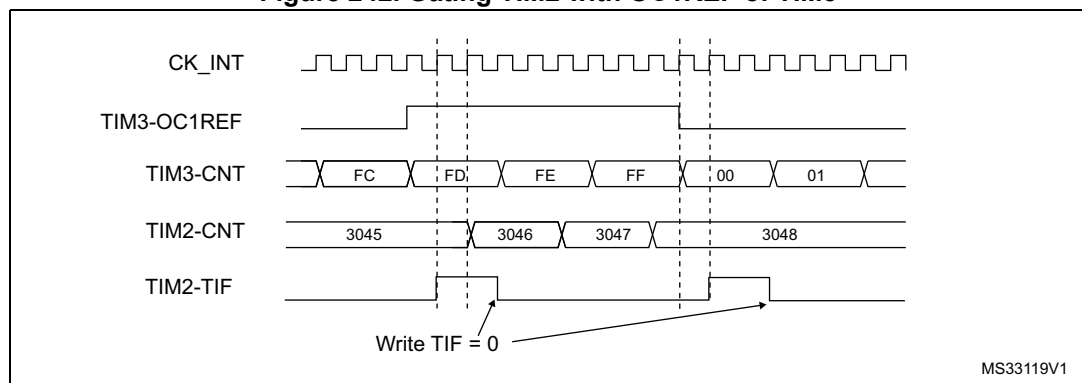 Figure 242. Gating TIM2 with OC1REF of TIM3
CK_INT
TIM3-OC1REF
TIM3-CNT FC FD FE FF 00 01
TIM2-CNT 3045 3046 3047 3048
TIM2-TIF
Write TIF = 0
MS33119V1